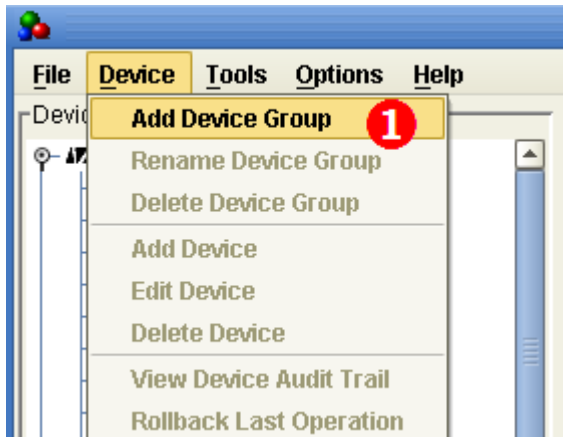 File Device Tools Options Help
Devic
Add Device Group 1
Rename Device Group
Delete Device Group
Add Device
Edit Device
Delete Device
View Device Audit Trail
Rollback Last Operation